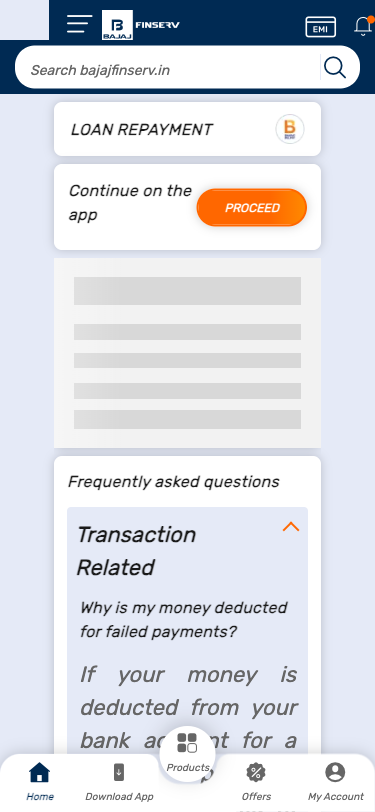 BAJAJ
FINSERV
EMI
Search bajajfinserv.in
LOAN REPAYMENT
B
Continue on the
app
PROCEED
Frequently asked questions
Transaction
Related
Why is my money deducted
for failed payments?
If your money is
deducted from your
bank for a
Products
Home
Download App
Offers
My Account